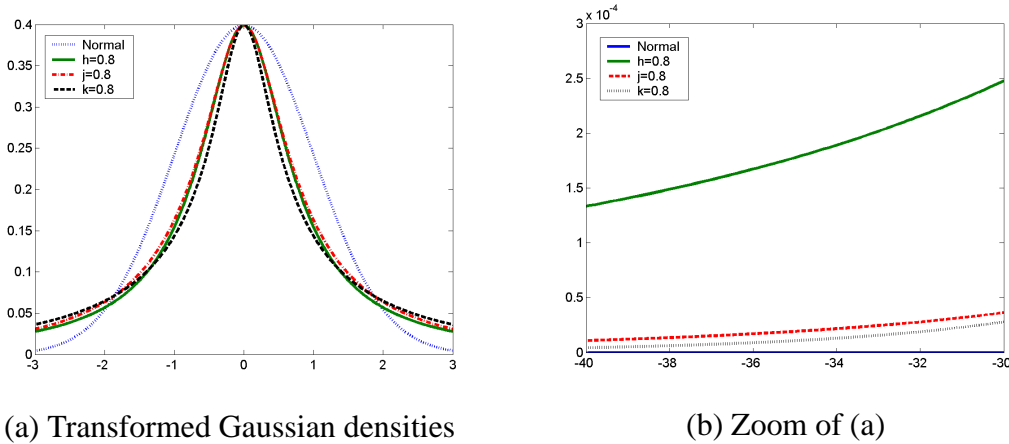 0.4
0.35
0.3
0.25
0.2
0.15
0.1
0.05
0
-3 -2 -1 0 1 2 3
Normal
h=0.8
j=0.8
k=0.8
(a) Transformed Gaussian densities
3 x 10^-4
2.5
2
1.5
1
0.5
0
-40 -38 -36 -34 -32 -30
Normal
h=0.8
j=0.8
k=0.8
(b) Zoom of (a)